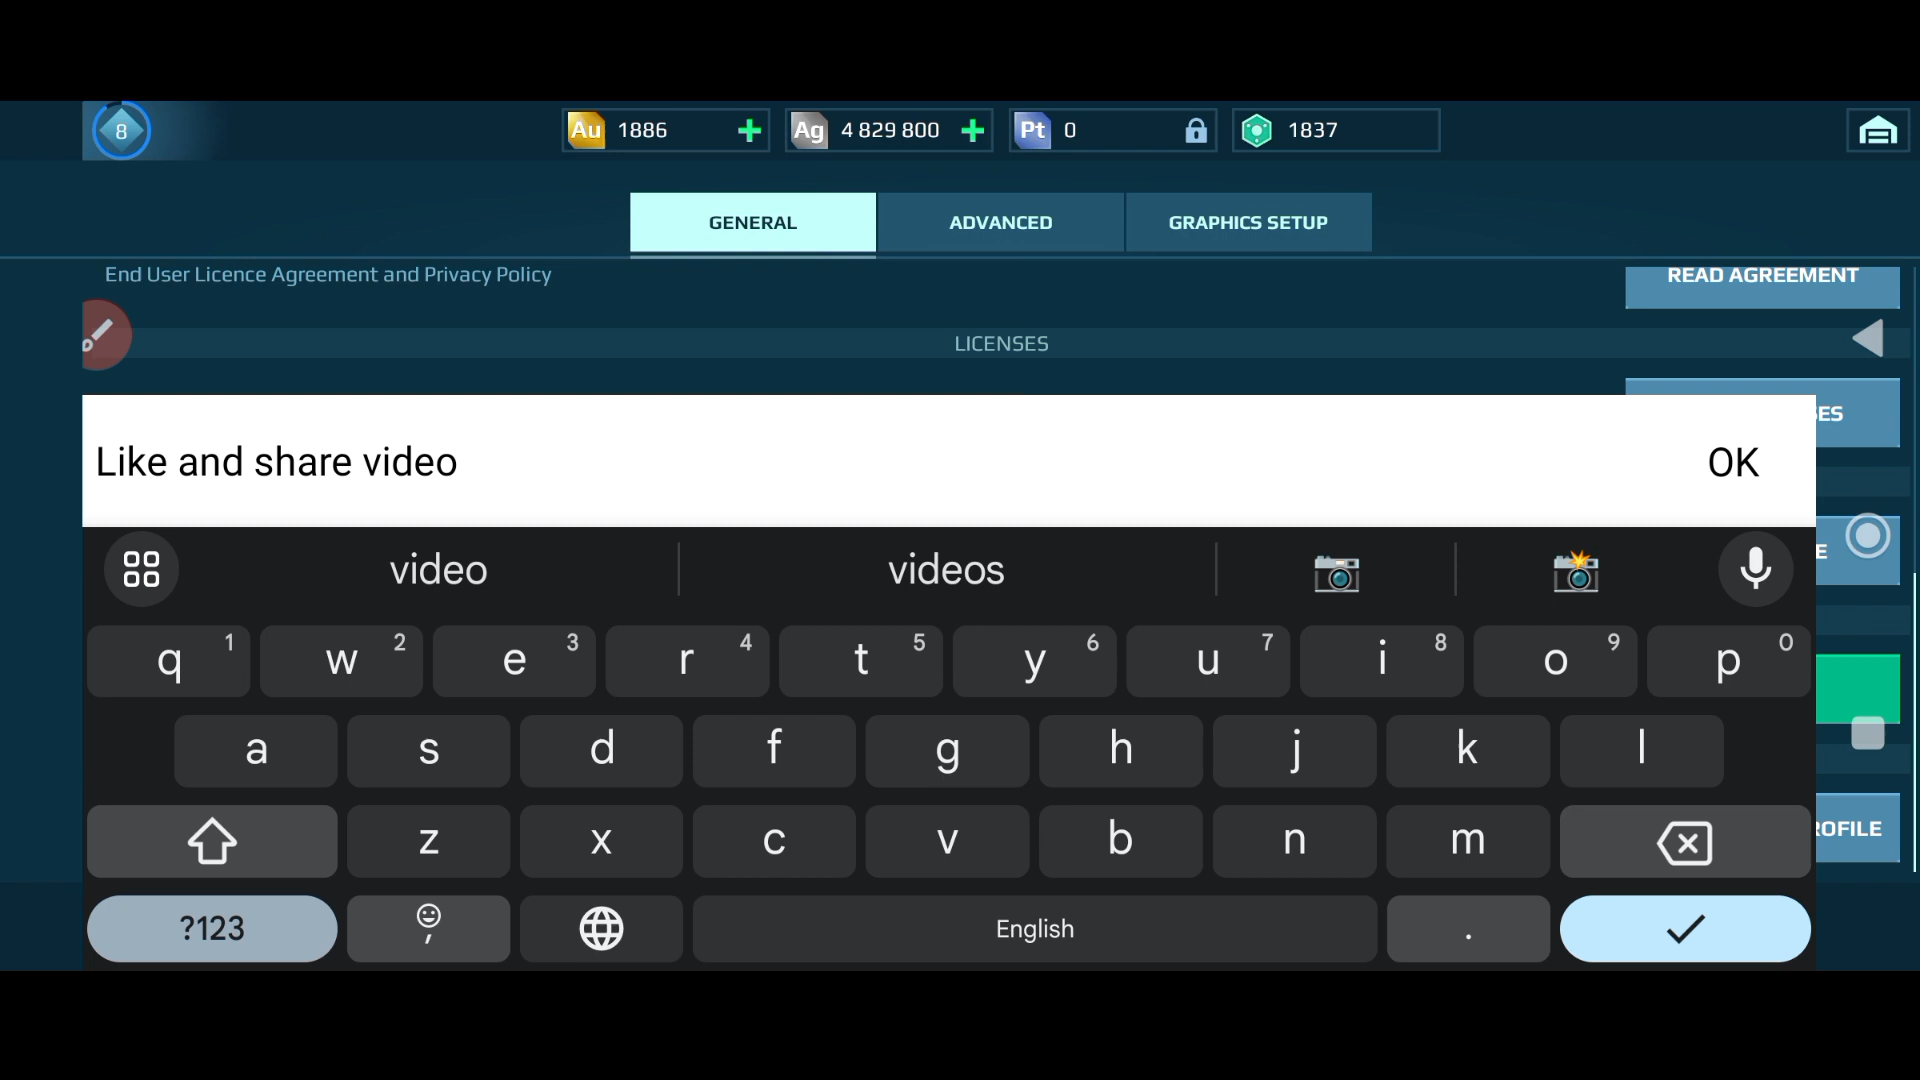 8
Au 1886 +
Ag 4 829 800 +
Pt 0
1837
GENERAL
ADVANCED
GRAPHICS SETUP
End User Licence Agreement and Privacy Policy
READ AGREEMENT
LICENSES
ES
Like and share video
OK
E
video
videos
q 1 w 2 e 3 r 4 t 5 y 6 u 7 i 8 o 9 p 0
a s d f g h j k l
z x c v b n m
OFILE
?123
,
English
.